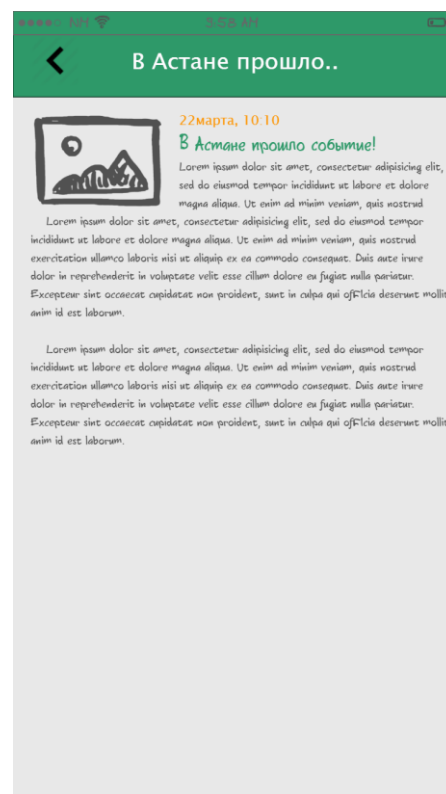 NH 5:58 AM
В Астане прошло..
22марта, 10:10
В Астане прошло событие!
Lorem ipsum dolor sit amet, consectetur adipisicing elit,
sed do eiusmod tempor incididunt ut labore et dolore
magna aliqua. Ut enim ad minim veniam, quis nostrud
Lorem ipsum dolor sit amet, consectetur adipisicing elit, sed do eiusmod tempor
incididunt ut labore et dolore magna aliqua. Ut enim ad minim veniam, quis nostrud
exercitation ullamco laboris nisi ut aliquip ex ea commodo consequat. Duis aute irure
dolor in reprehenderit in voluptate velit esse cillum dolore eu fugiat nulla pariatur.
Excepteur sint occaecat cupidatat non proident, sunt in culpa qui officia deserunt mollit
anim id est laborum.
Lorem ipsum dolor sit amet, consectetur adipisicing elit, sed do eiusmod tempor
incididunt ut labore et dolore magna aliqua. Ut enim ad minim veniam, quis nostrud
exercitation ullamco laboris nisi ut aliquip ex ea commodo consequat. Duis aute irure
dolor in reprehenderit in voluptate velit esse cillum dolore eu fugiat nulla pariatur.
Excepteur sint occaecat cupidatat non proident, sunt in culpa qui officia deserunt mollit
anim id est laborum.